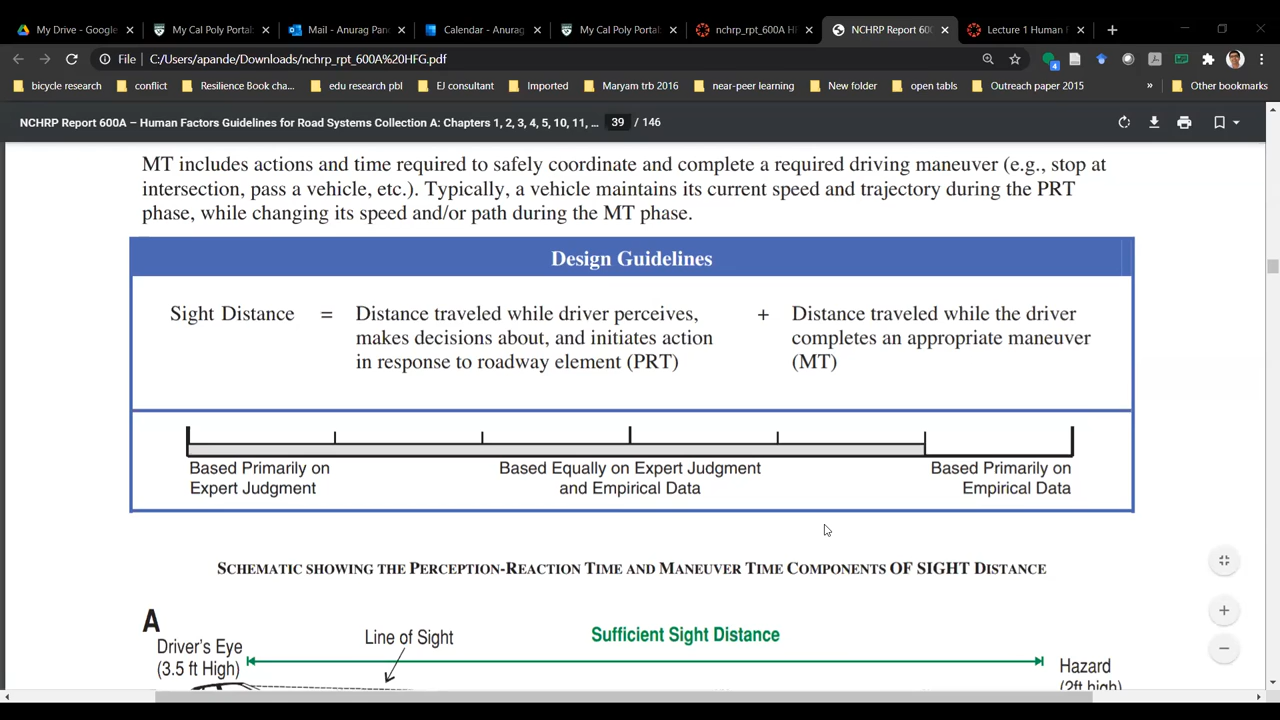 My Drive - Google
My Cal Poly Portal
Mail - Anurag Pan
Calendar - Anurag
My Cal Poly Portal
nchrp_rpt_600A H
NCHRP Report 600
Lecture 1 Human F
File C:/Users/apande/Downloads/nchrp_rpt_600A%20HFG.pdf
4
bicycle research
conflict
Resilience Book cha...
edu research pbl
EJ consultant
Imported
Maryam trb 2016
near-peer learning
New folder
open tabls
Outreach paper 2015
»
Other bookmarks
NCHRP Report 600A – Human Factors Guidelines for Road Systems Collection A: Chapters 1, 2, 3, 4, 5, 10, 11, ...
39 / 146
MT includes actions and time required to safely coordinate and complete a required driving maneuver (e.g., stop at
intersection, pass a vehicle, etc.). Typically, a vehicle maintains its current speed and trajectory during the PRT
phase, while changing its speed and/or path during the MT phase.
Design Guidelines
Sight Distance = Distance traveled while driver perceives,
makes decisions about, and initiates action
in response to roadway element (PRT)
+ Distance traveled while the driver
completes an appropriate maneuver
(MT)
Based Primarily on
Expert Judgment
Based Equally on Expert Judgment
and Empirical Data
Based Primarily on
Empirical Data
SCHEMATIC SHOWING THE PERCEPTION-REACTION TIME AND MANEUVER TIME COMPONENTS OF SIGHT DISTANCE
A
Driver's Eye
(3.5 ft High)
Line of Sight
Sufficient Sight Distance
Hazard
(2ft high)